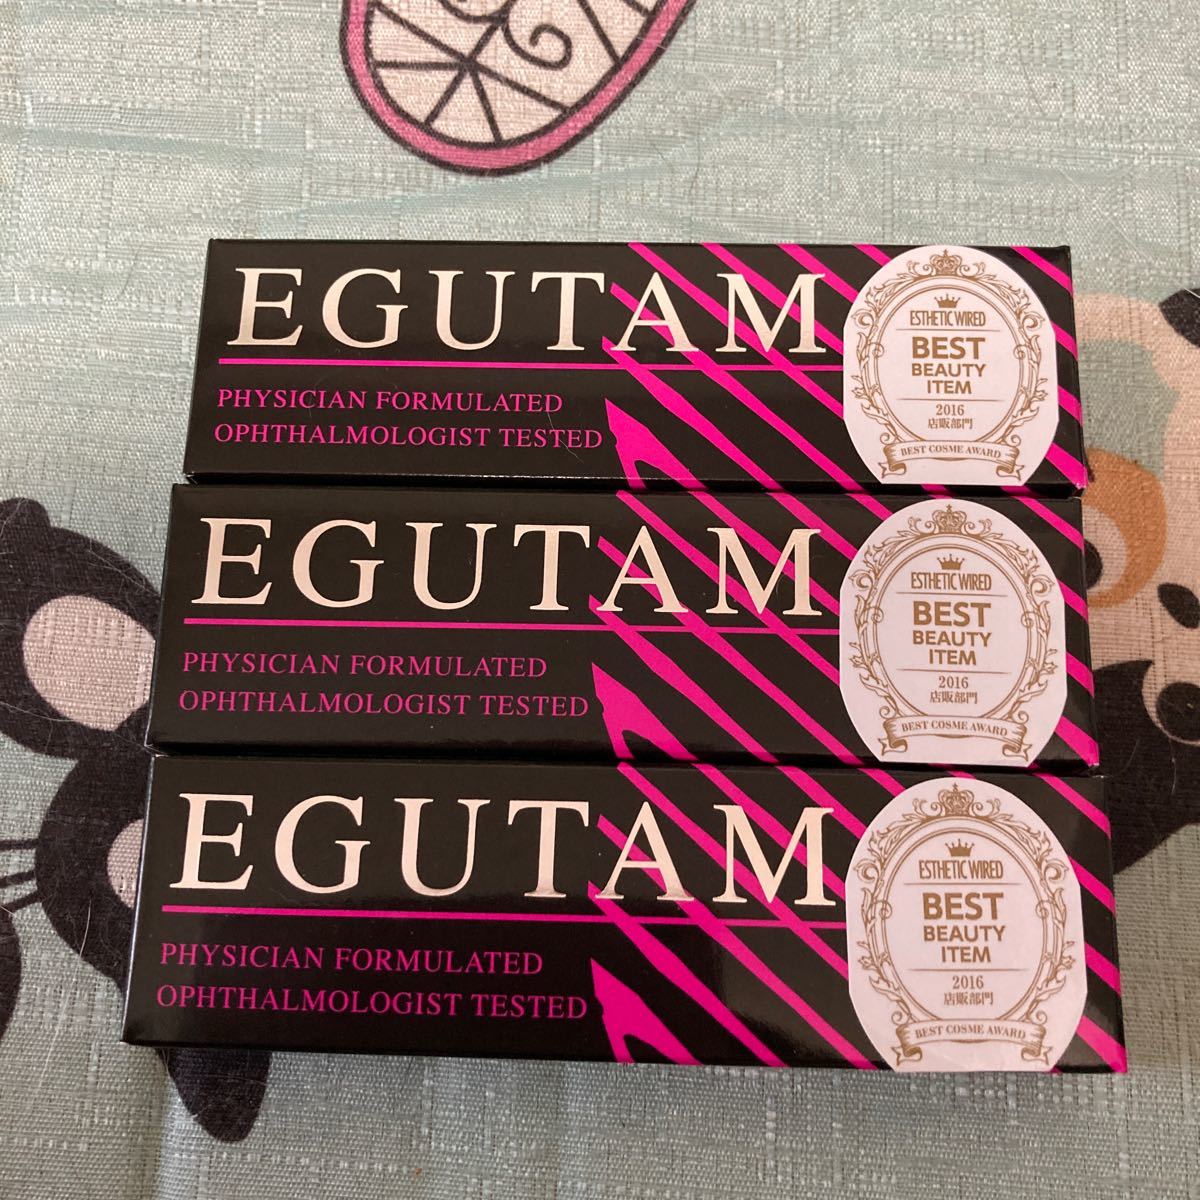 EGUTAM
PHYSICIAN FORMULATED
OPHTHALMOLOGIST TESTED
ESTHETIC WIRED
BEST
BEAUTY
ITEM
2016
店販部門
BEST COSME AWARD
EGUTAM
PHYSICIAN FORMULATED
OPHTHALMOLOGIST TESTED
ESTHETIC WIRED
BEST
BEAUTY
ITEM
2016
店販部門
BEST COSME AWARD
EGUTAM
PHYSICIAN FORMULATED
OPHTHALMOLOGIST TESTED
ESTHETIC WIRED
BEST
BEAUTY
ITEM
2016
店販部門
BEST COSME AWARD